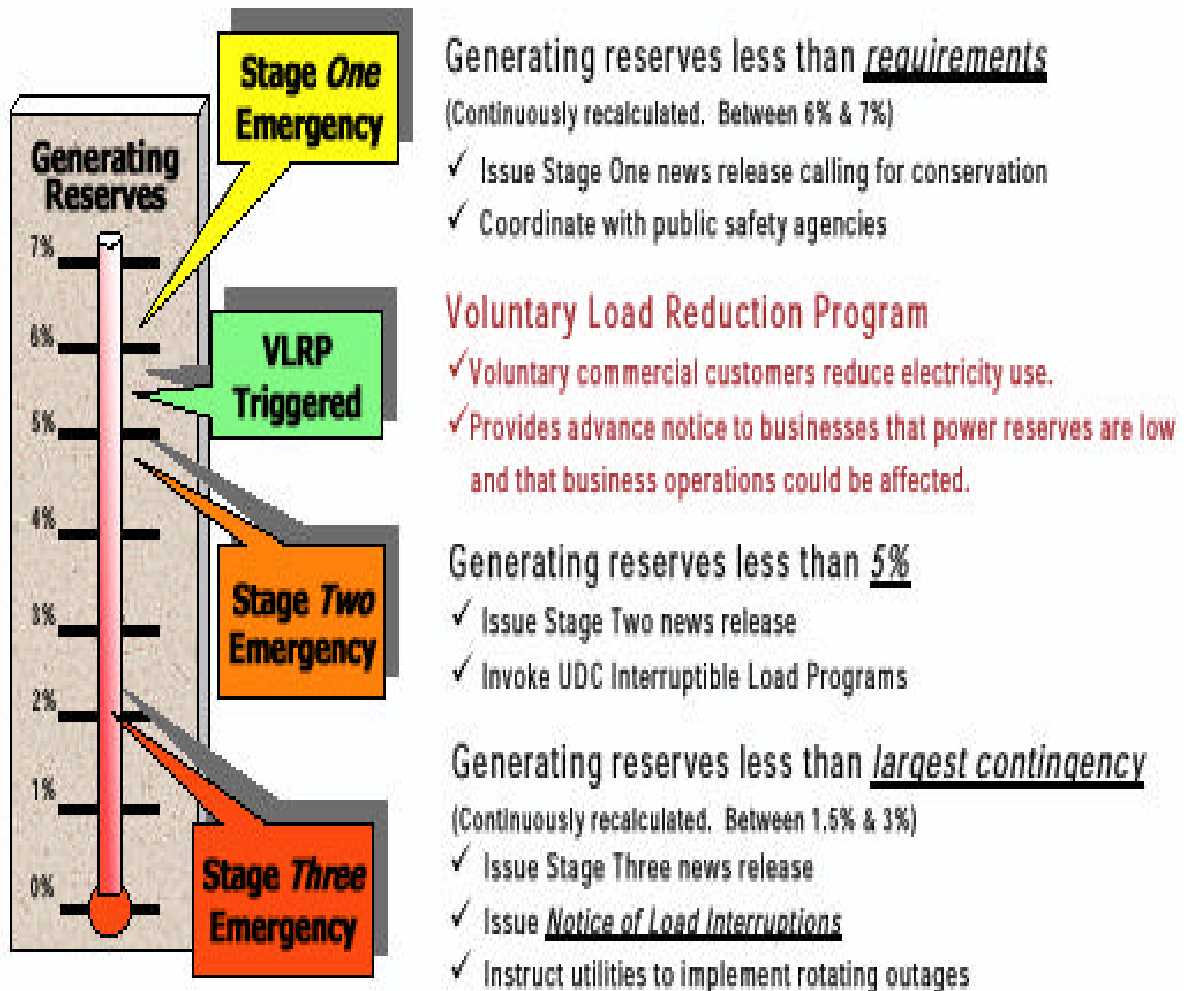 Generating
Reserves
7%
6%
5%
4%
3%
2%
1%
0%
Stage One
Emergency
Generating reserves less than requirements
(Continuously recalculated. Between 6% & 7%)
✓ Issue Stage One news release calling for conservation
✓ Coordinate with public safety agencies
VLRP
Triggered
Voluntary Load Reduction Program
✓Voluntary commercial customers reduce electricity use.
✓Provides advance notice to businesses that power reserves are low
and that business operations could be affected.
Stage Two
Emergency
Generating reserves less than 5%
✓ Issue Stage Two news release
✓ Invoke UDC Interruptible Load Programs
Stage Three
Emergency
Generating reserves less than largest contingency
(Continuously recalculated. Between 1.5% & 3%)
✓ Issue Stage Three news release
✓ Issue Notice of Load Interruptions
✓ Instruct utilities to implement rotating outages